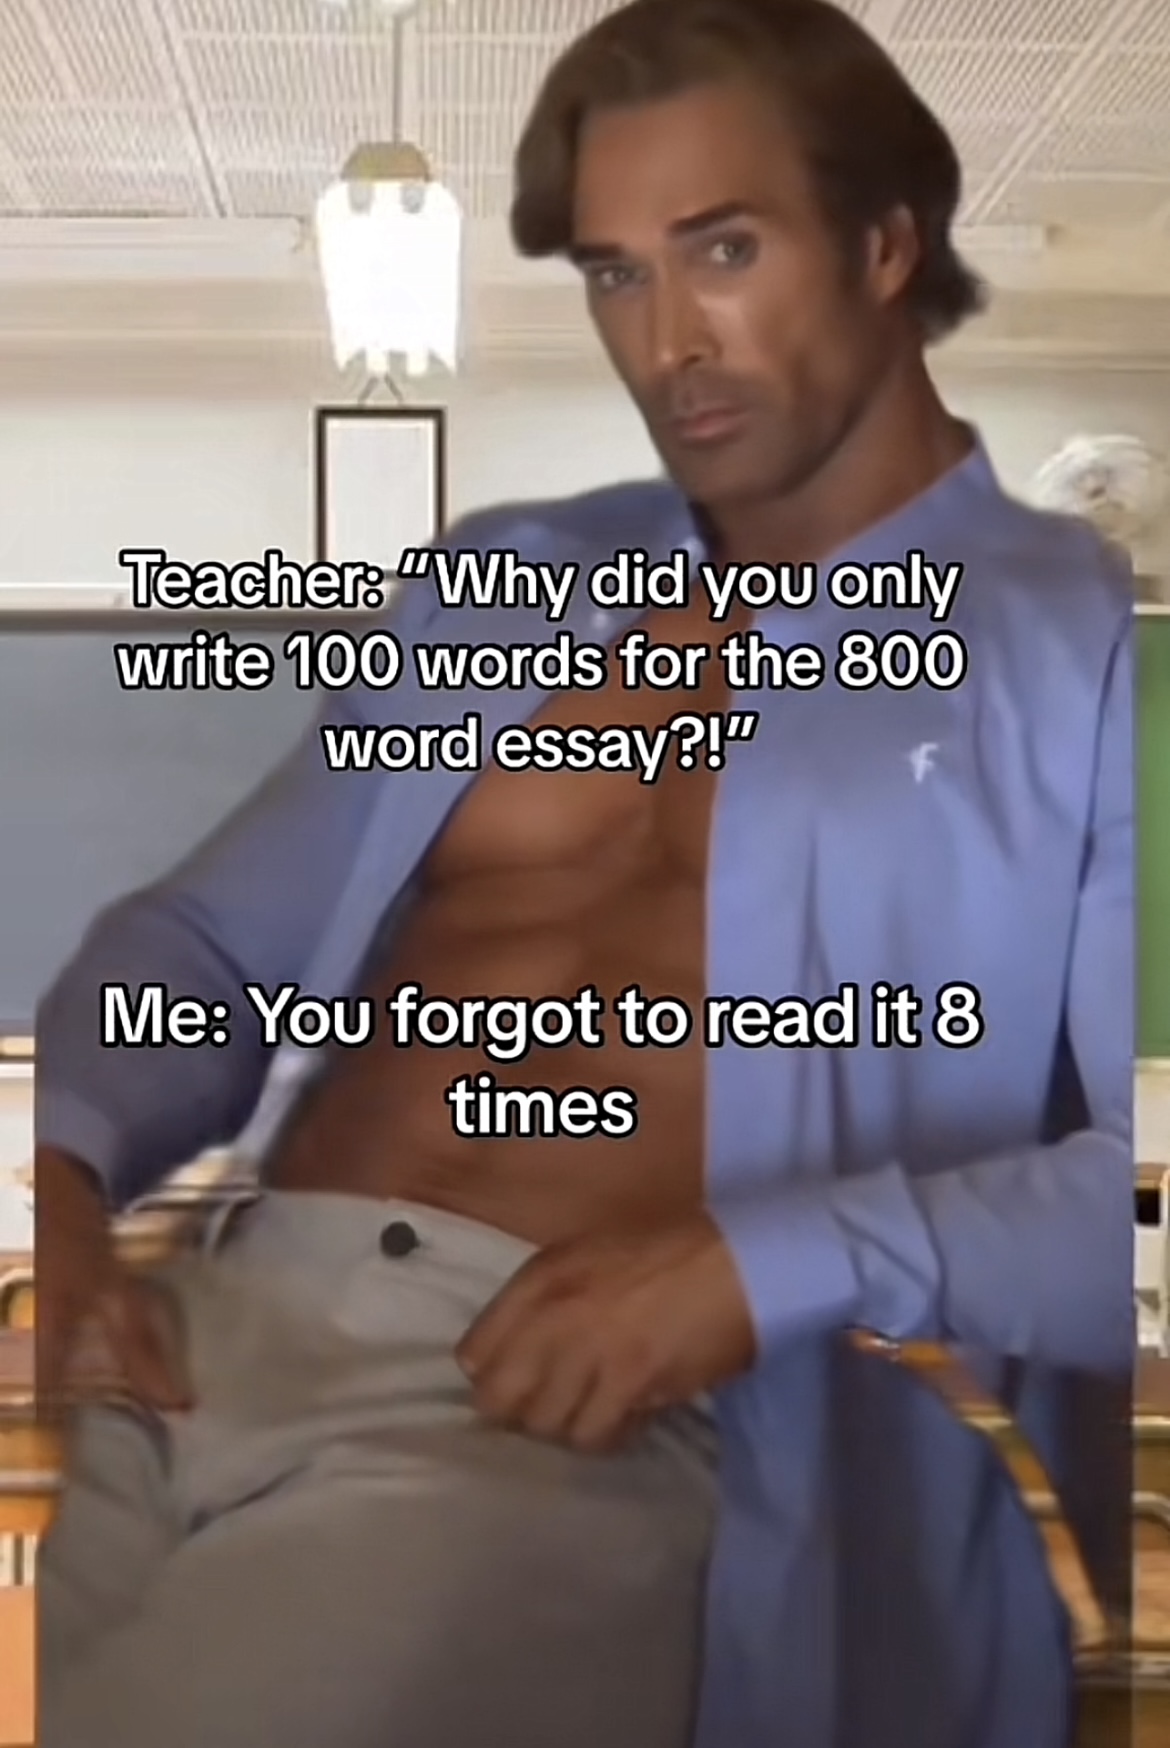 Teacher: “Why did you only
write 100 words for the 800
word essay?!”
Me: You forgot to read it 8
times